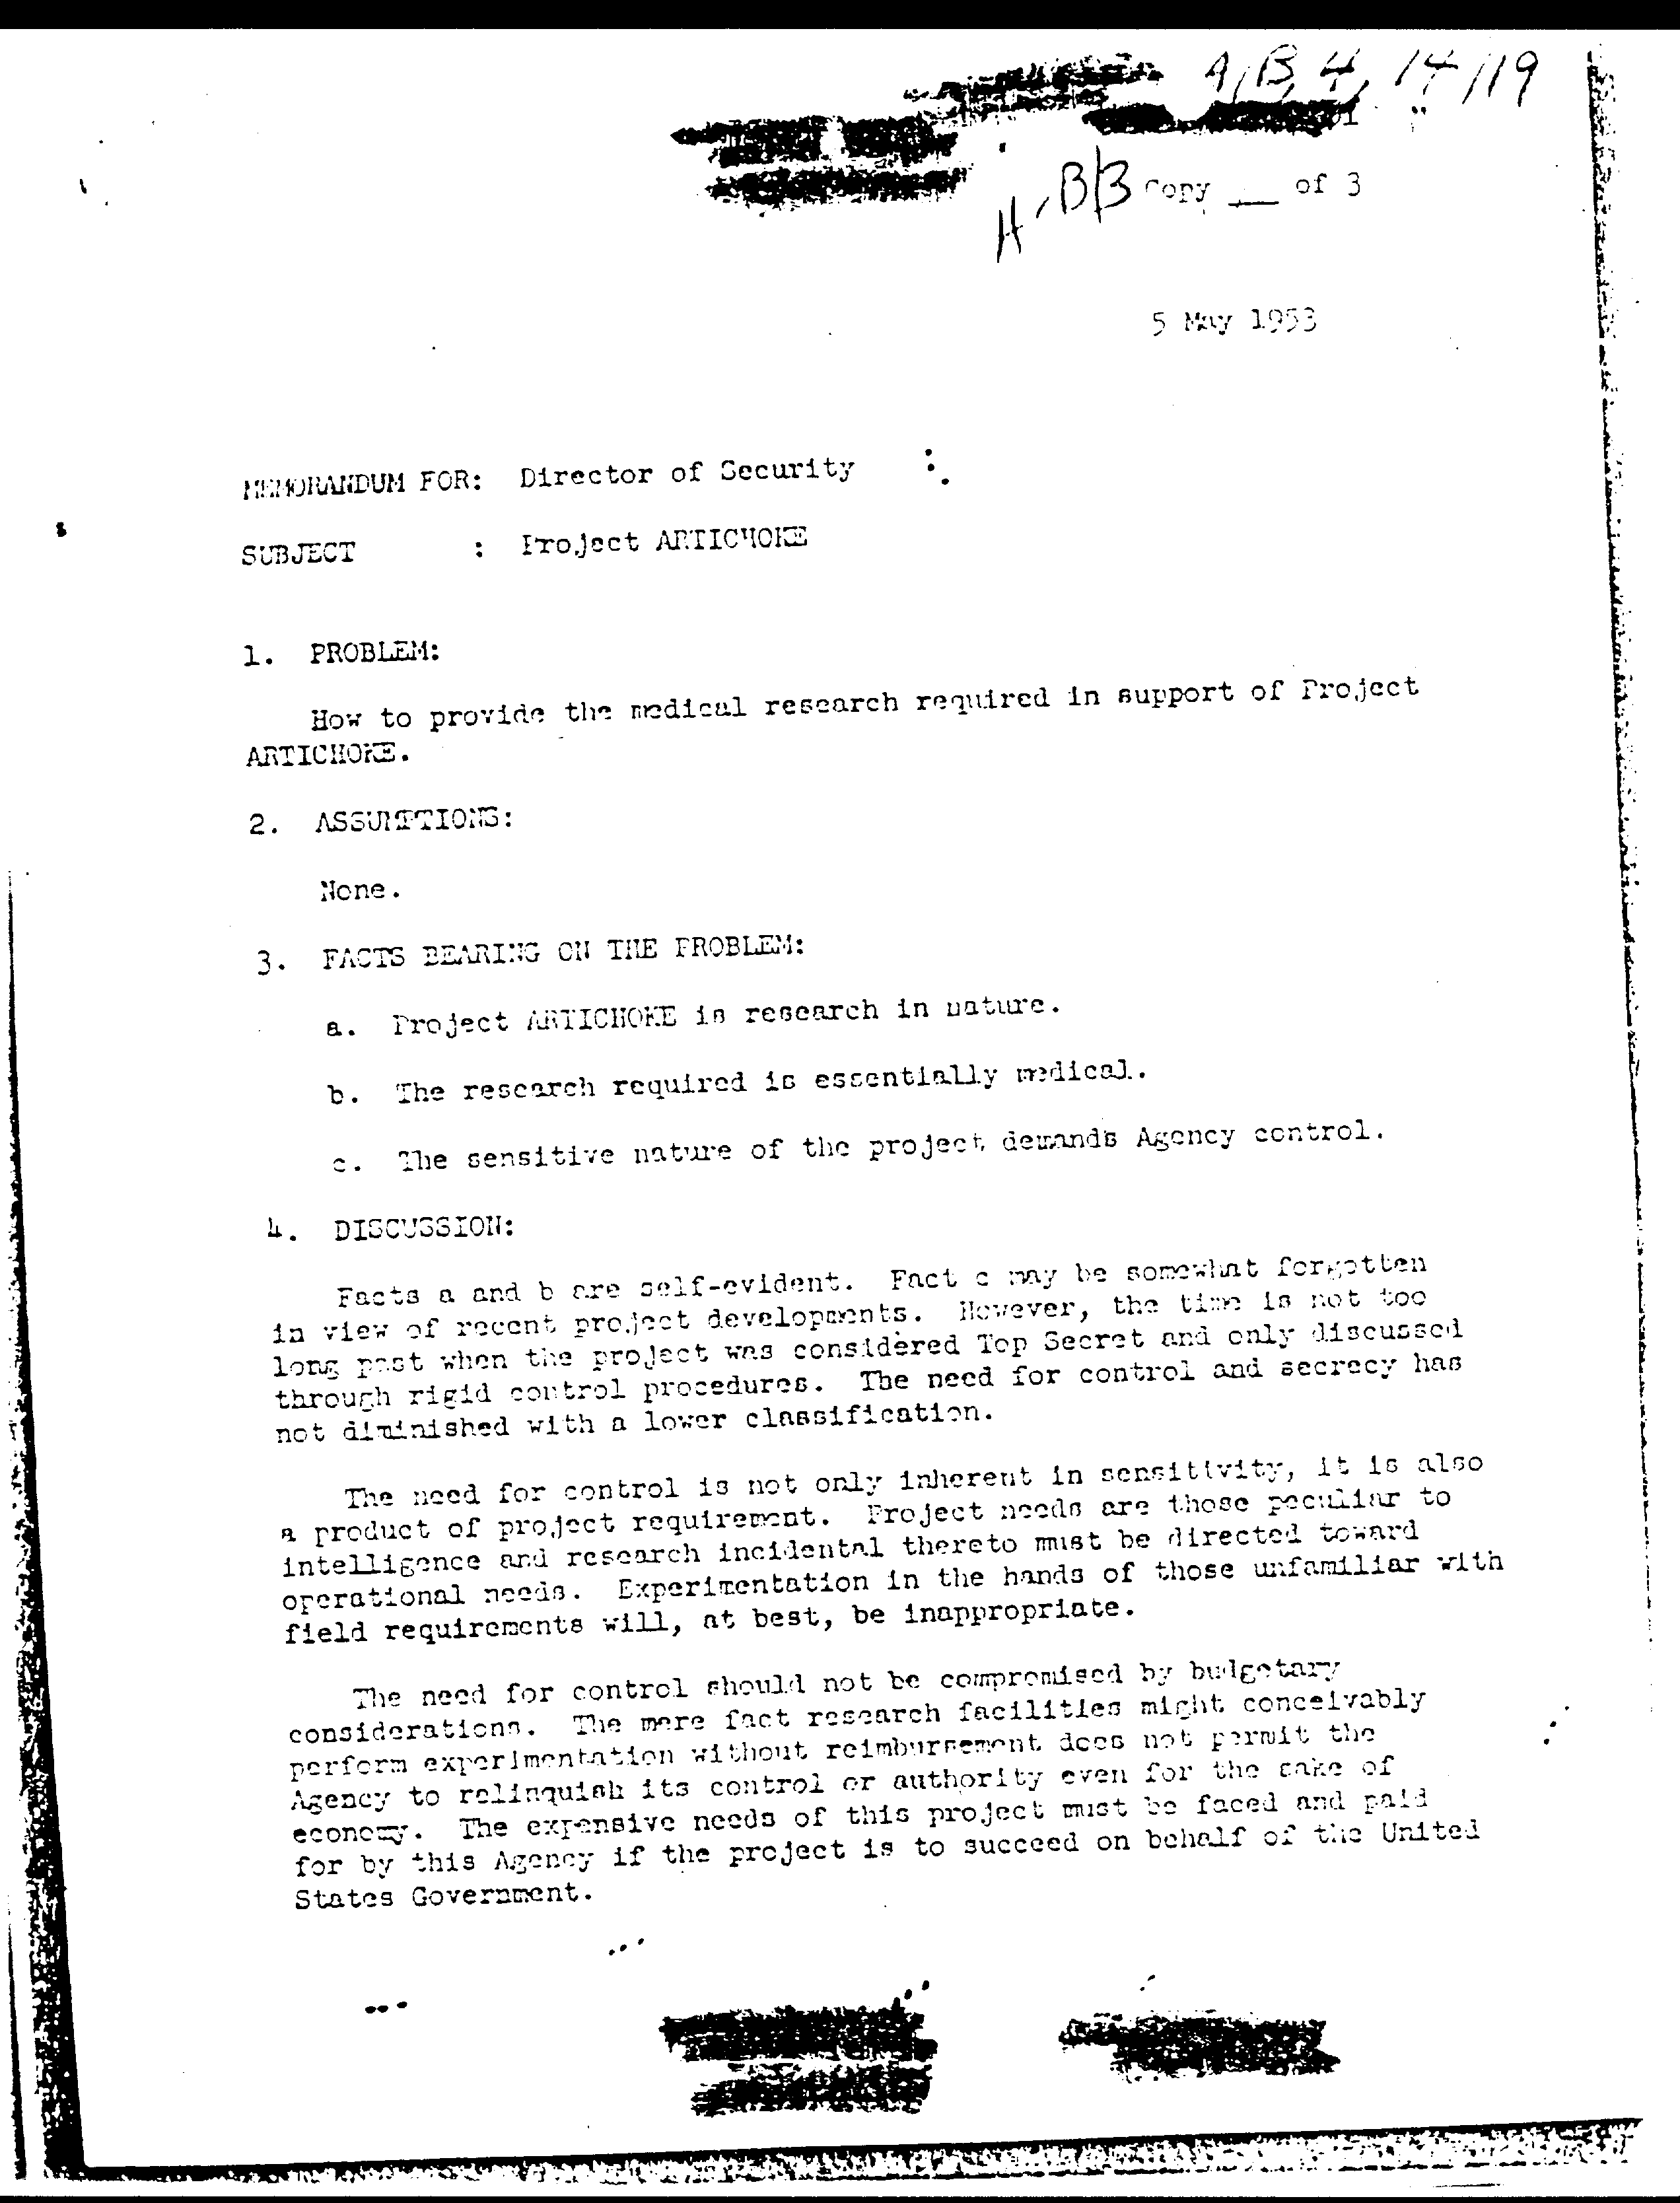 A/B, 4, 14/19
A, B/3 Copy __ of 3
5 May 1953
MEMORANDUM FOR: Director of Security
SUBJECT : Project ARTICHOKE
1. PROBLEM:
How to provide the medical research required in support of Project
ARTICHOKE.
2. ASSUMPTIONS:
None.
3. FACTS BEARING ON THE PROBLEM:
a. Project ARTICHOKE is research in nature.
b. The research required is essentially medical.
c. The sensitive nature of the project demands Agency control.
4. DISCUSSION:
Facts a and b are self-evident. Fact c may be somewhat forgotten
in view of recent project developments. However, the time is not too
long past when the project was considered Top Secret and only discussed
through rigid control procedures. The need for control and secrecy has
not diminished with a lower classification.
The need for control is not only inherent in sensitivity, it is also
a product of project requirement. Project needs are those peculiar to
intelligence and research incidental thereto must be directed toward
operational needs. Experimentation in the hands of those unfamiliar with
field requirements will, at best, be inappropriate.
The need for control should not be compromised by budgetary
considerations. The mere fact research facilities might conceivably
perform experimentation without reimbursement does not permit the
Agency to relinquish its control or authority even for the sake of
economy. The expensive needs of this project must be faced and paid
for by this Agency if the project is to succeed on behalf of the United
States Government.